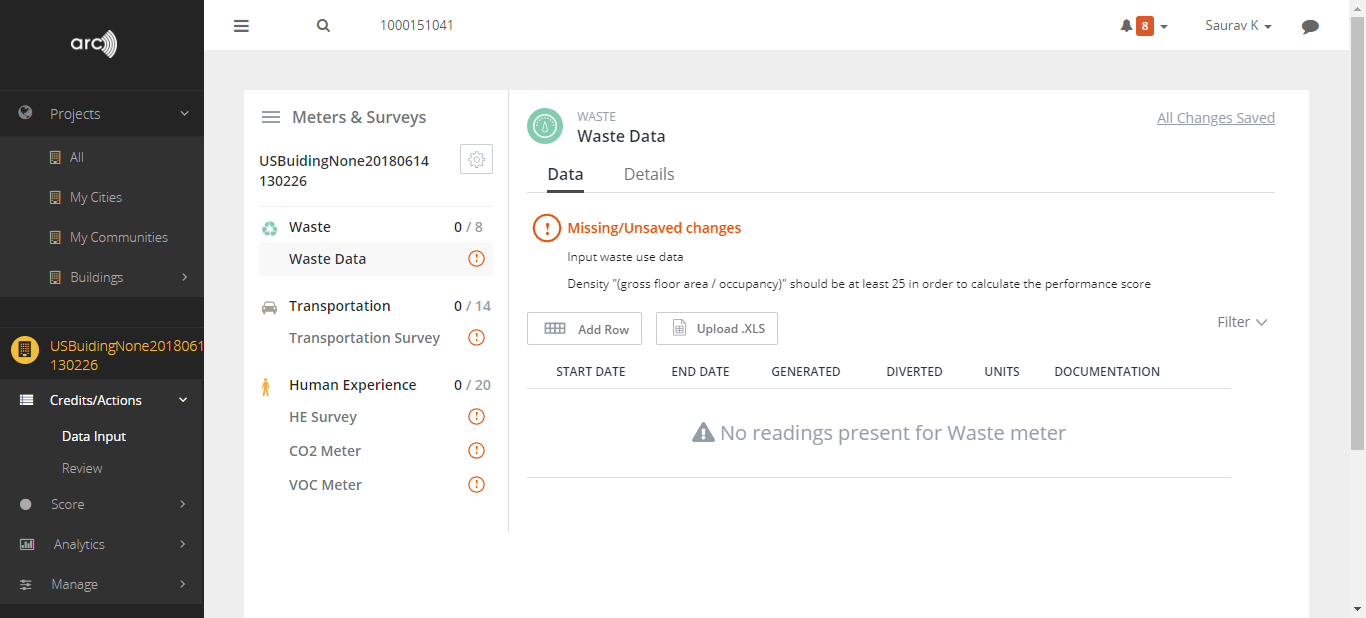 arc
1000151041
8
Saurav K
Projects
All
My Cities
My Communities
Buildings
USBuidingNone2018061
130226
Credits/Actions
Data Input
Review
Score
Analytics
Manage
Meters & Surveys
USBuidingNone20180614
130226
Waste 0 / 8
Waste Data
Transportation 0 / 14
Transportation Survey
Human Experience 0 / 20
HE Survey
CO2 Meter
VOC Meter
WASTE
Waste Data
All Changes Saved
Data Details
Missing/Unsaved changes
Input waste use data
Density "(gross floor area / occupancy)" should be at least 25 in order to calculate the performance score
Add Row Upload .XLS Filter
START DATE END DATE GENERATED DIVERTED UNITS DOCUMENTATION
No readings present for Waste meter